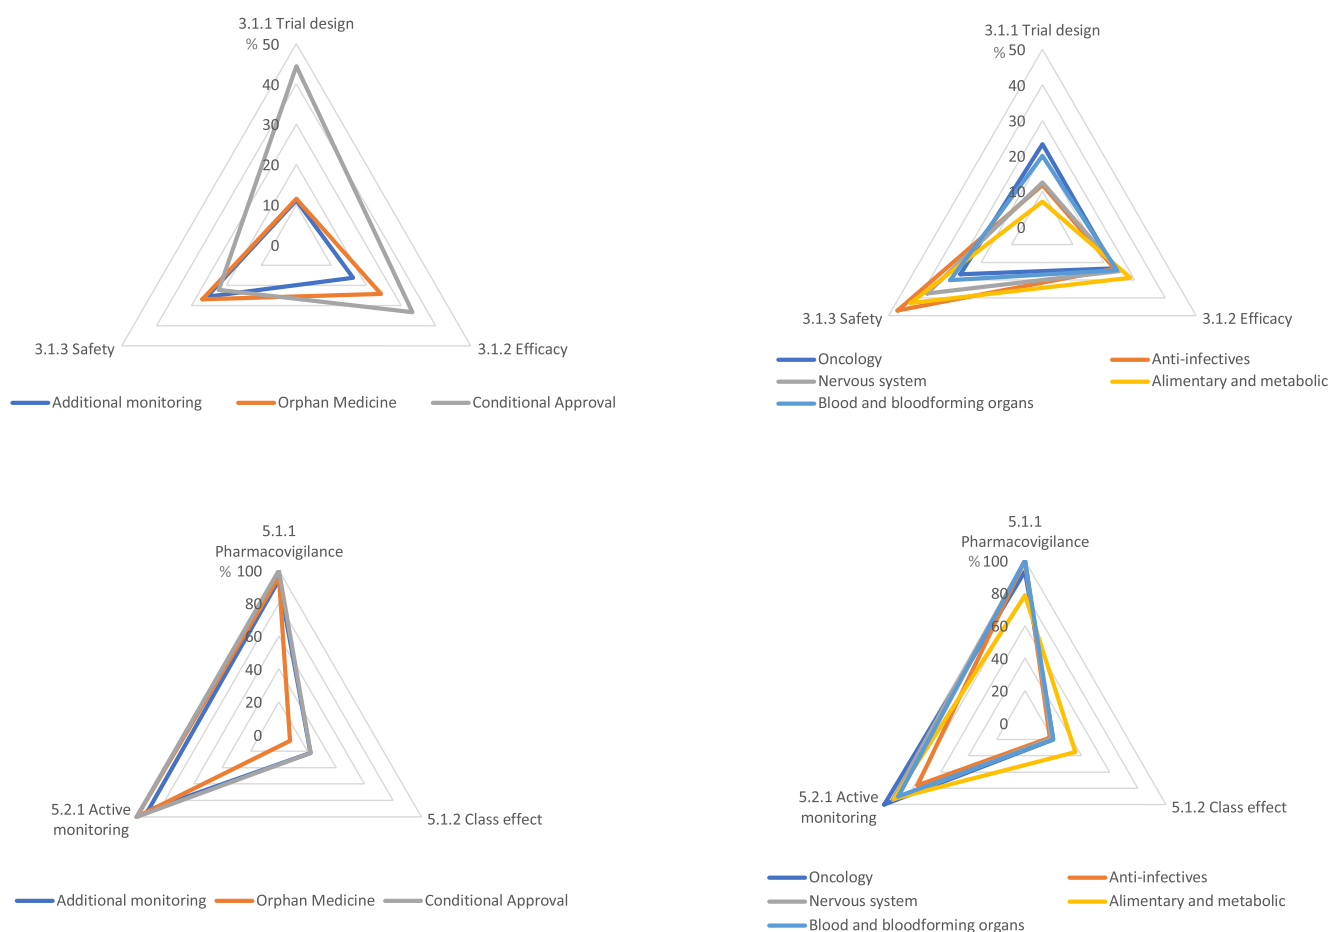 3.1.1 Trial design
% 50
40
30
20
10
0
3.1.3 Safety
3.1.2 Efficacy
Additional monitoring
Orphan Medicine
Conditional Approval
3.1.1 Trial design
% 50
40
30
20
10
0
3.1.3 Safety
3.1.2 Efficacy
Oncology
Anti-infectives
Nervous system
Alimentary and metabolic
Blood and bloodforming organs
5.1.1
Pharmacovigilance
% 100
80
60
40
20
0
5.2.1 Active
monitoring
5.1.2 Class effect
Additional monitoring
Orphan Medicine
Conditional Approval
5.1.1
Pharmacovigilance
% 100
80
60
40
20
0
5.2.1 Active
monitoring
5.1.2 Class effect
Oncology
Anti-infectives
Nervous system
Alimentary and metabolic
Blood and bloodforming organs